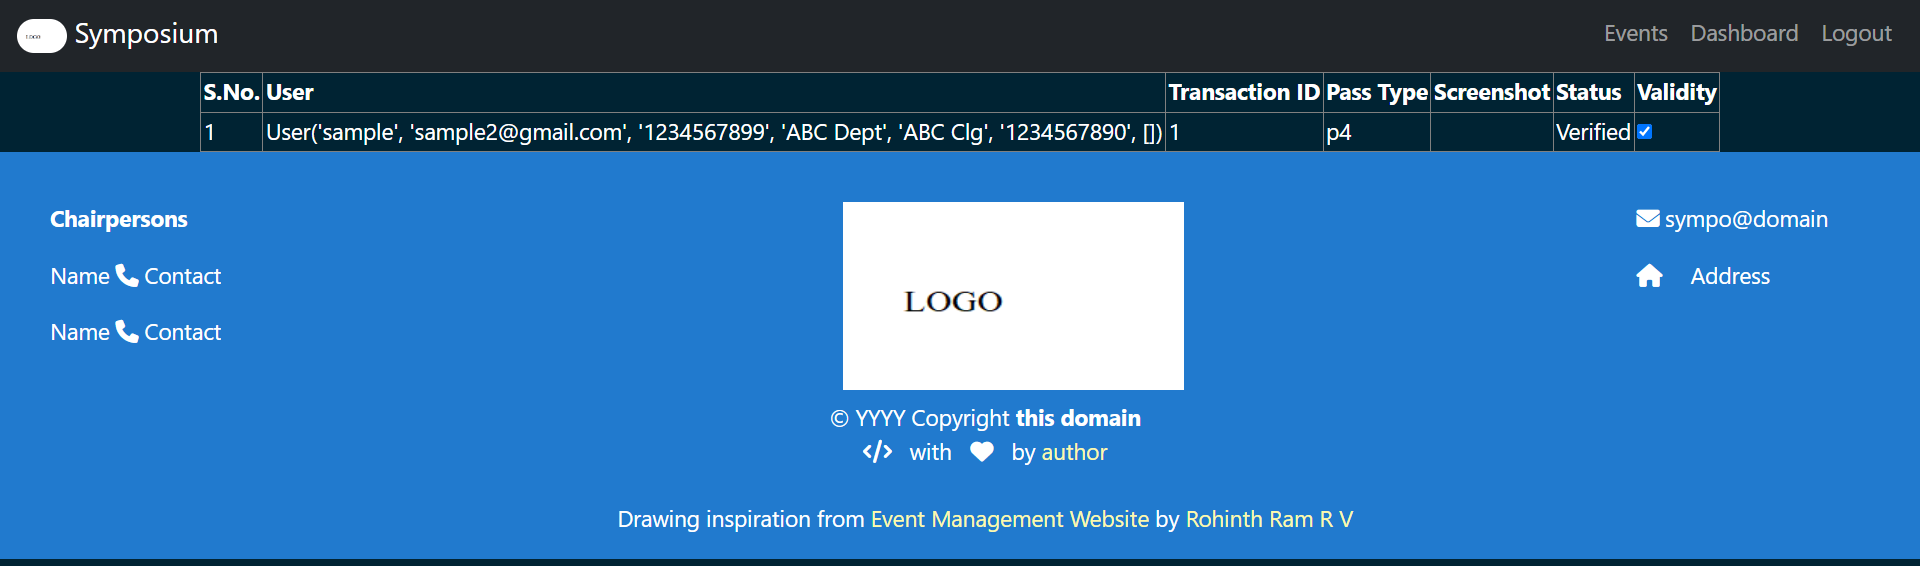 LOGO Symposium Events Dashboard Logout
S.No. User Transaction ID Pass Type Screenshot Status Validity
1 User('sample', 'sample2@gmail.com', '1234567899', 'ABC Dept', 'ABC Clg', '1234567890', []) 1 p4 Verified
Chairpersons
Name Contact
Name Contact
LOGO
© YYYY Copyright this domain
with by author
sympo@domain
Address
Drawing inspiration from Event Management Website by Rohinth Ram R V